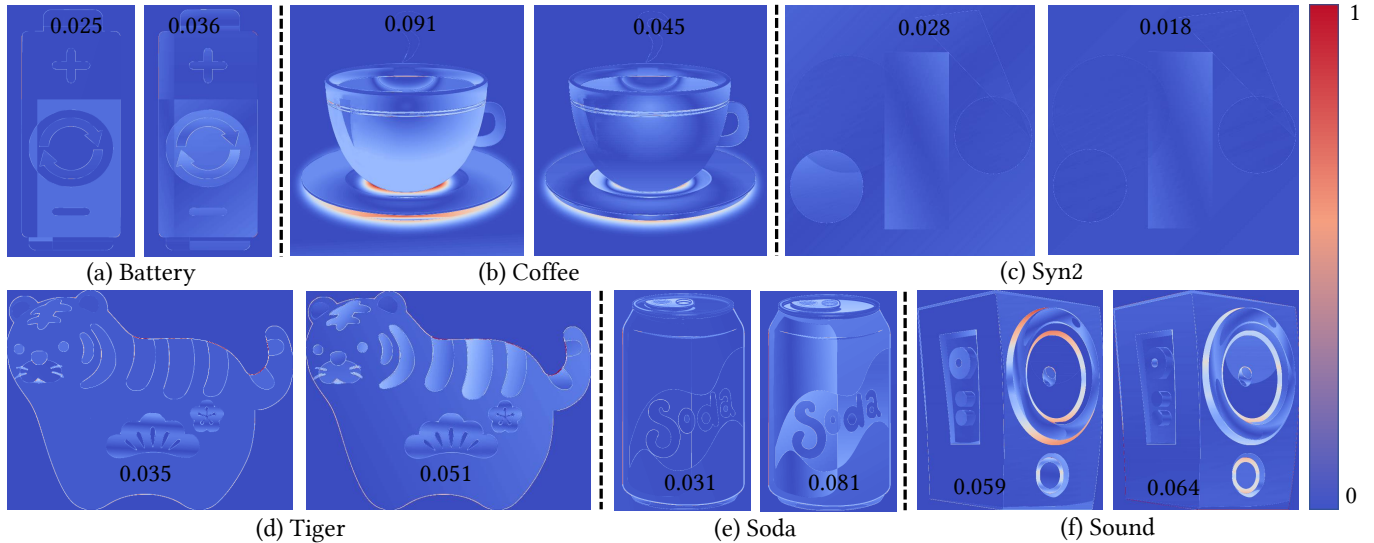 0.025 0.036 0.091 0.045 0.028 0.018 1
(a) Battery (b) Coffee (c) Syn2
Soda Soda
0.035 0.051 0.031 0.081 0.059 0.064 0
(d) Tiger (e) Soda (f) Sound